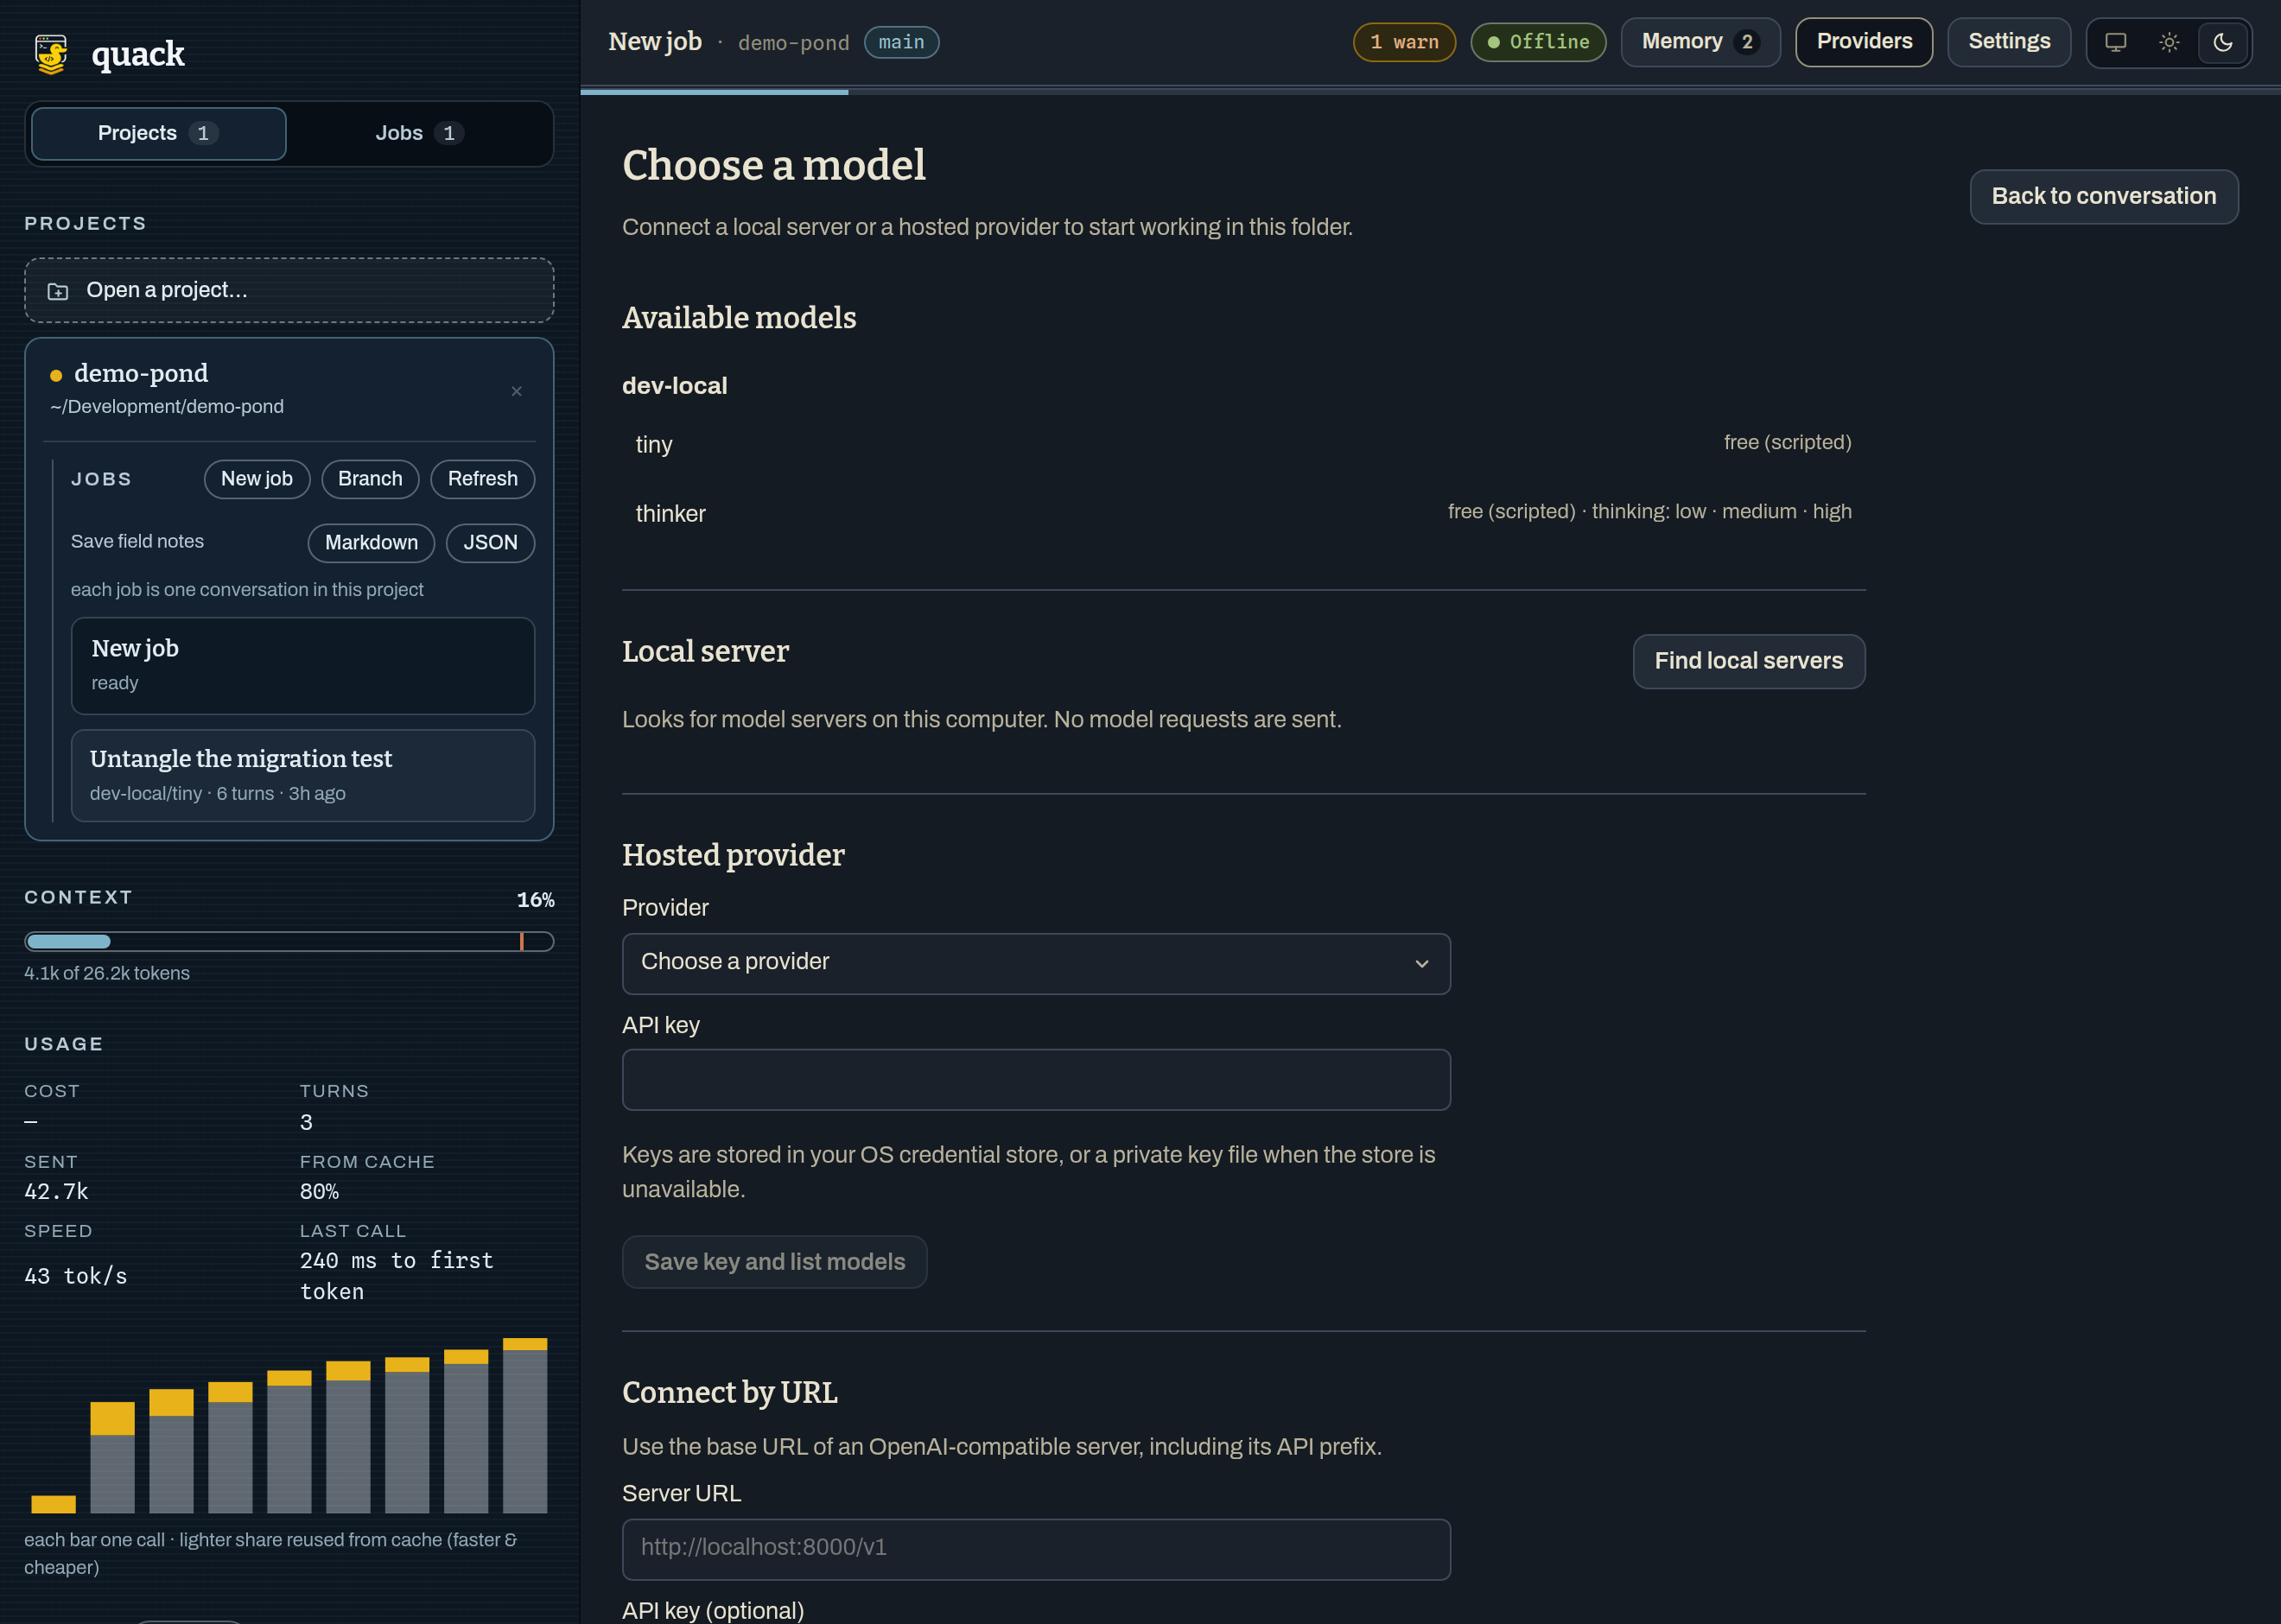 quack
Projects 1
Jobs 1
PROJECTS
Open a project...
demo-pond
~/Development/demo-pond
×
JOBS
New job
Branch
Refresh
Save field notes
Markdown
JSON
each job is one conversation in this project
New job
ready
Untangle the migration test
dev-local/tiny · 6 turns · 3h ago
CONTEXT
16%
4.1k of 26.2k tokens
USAGE
COST
—
TURNS
3
SENT
42.7k
FROM CACHE
80%
SPEED
43 tok/s
LAST CALL
240 ms to first
token
each bar one call · lighter share reused from cache (faster &
cheaper)
New job · demo-pond main
1 warn
Offline
Memory 2
Providers
Settings
Choose a model
Back to conversation
Connect a local server or a hosted provider to start working in this folder.
Available models
dev-local
tiny
free (scripted)
thinker
free (scripted) · thinking: low · medium · high
Local server
Find local servers
Looks for model servers on this computer. No model requests are sent.
Hosted provider
Provider
Choose a provider
API key
Keys are stored in your OS credential store, or a private key file when the store is
unavailable.
Save key and list models
Connect by URL
Use the base URL of an OpenAI-compatible server, including its API prefix.
Server URL
http://localhost:8000/v1
API key (optional)